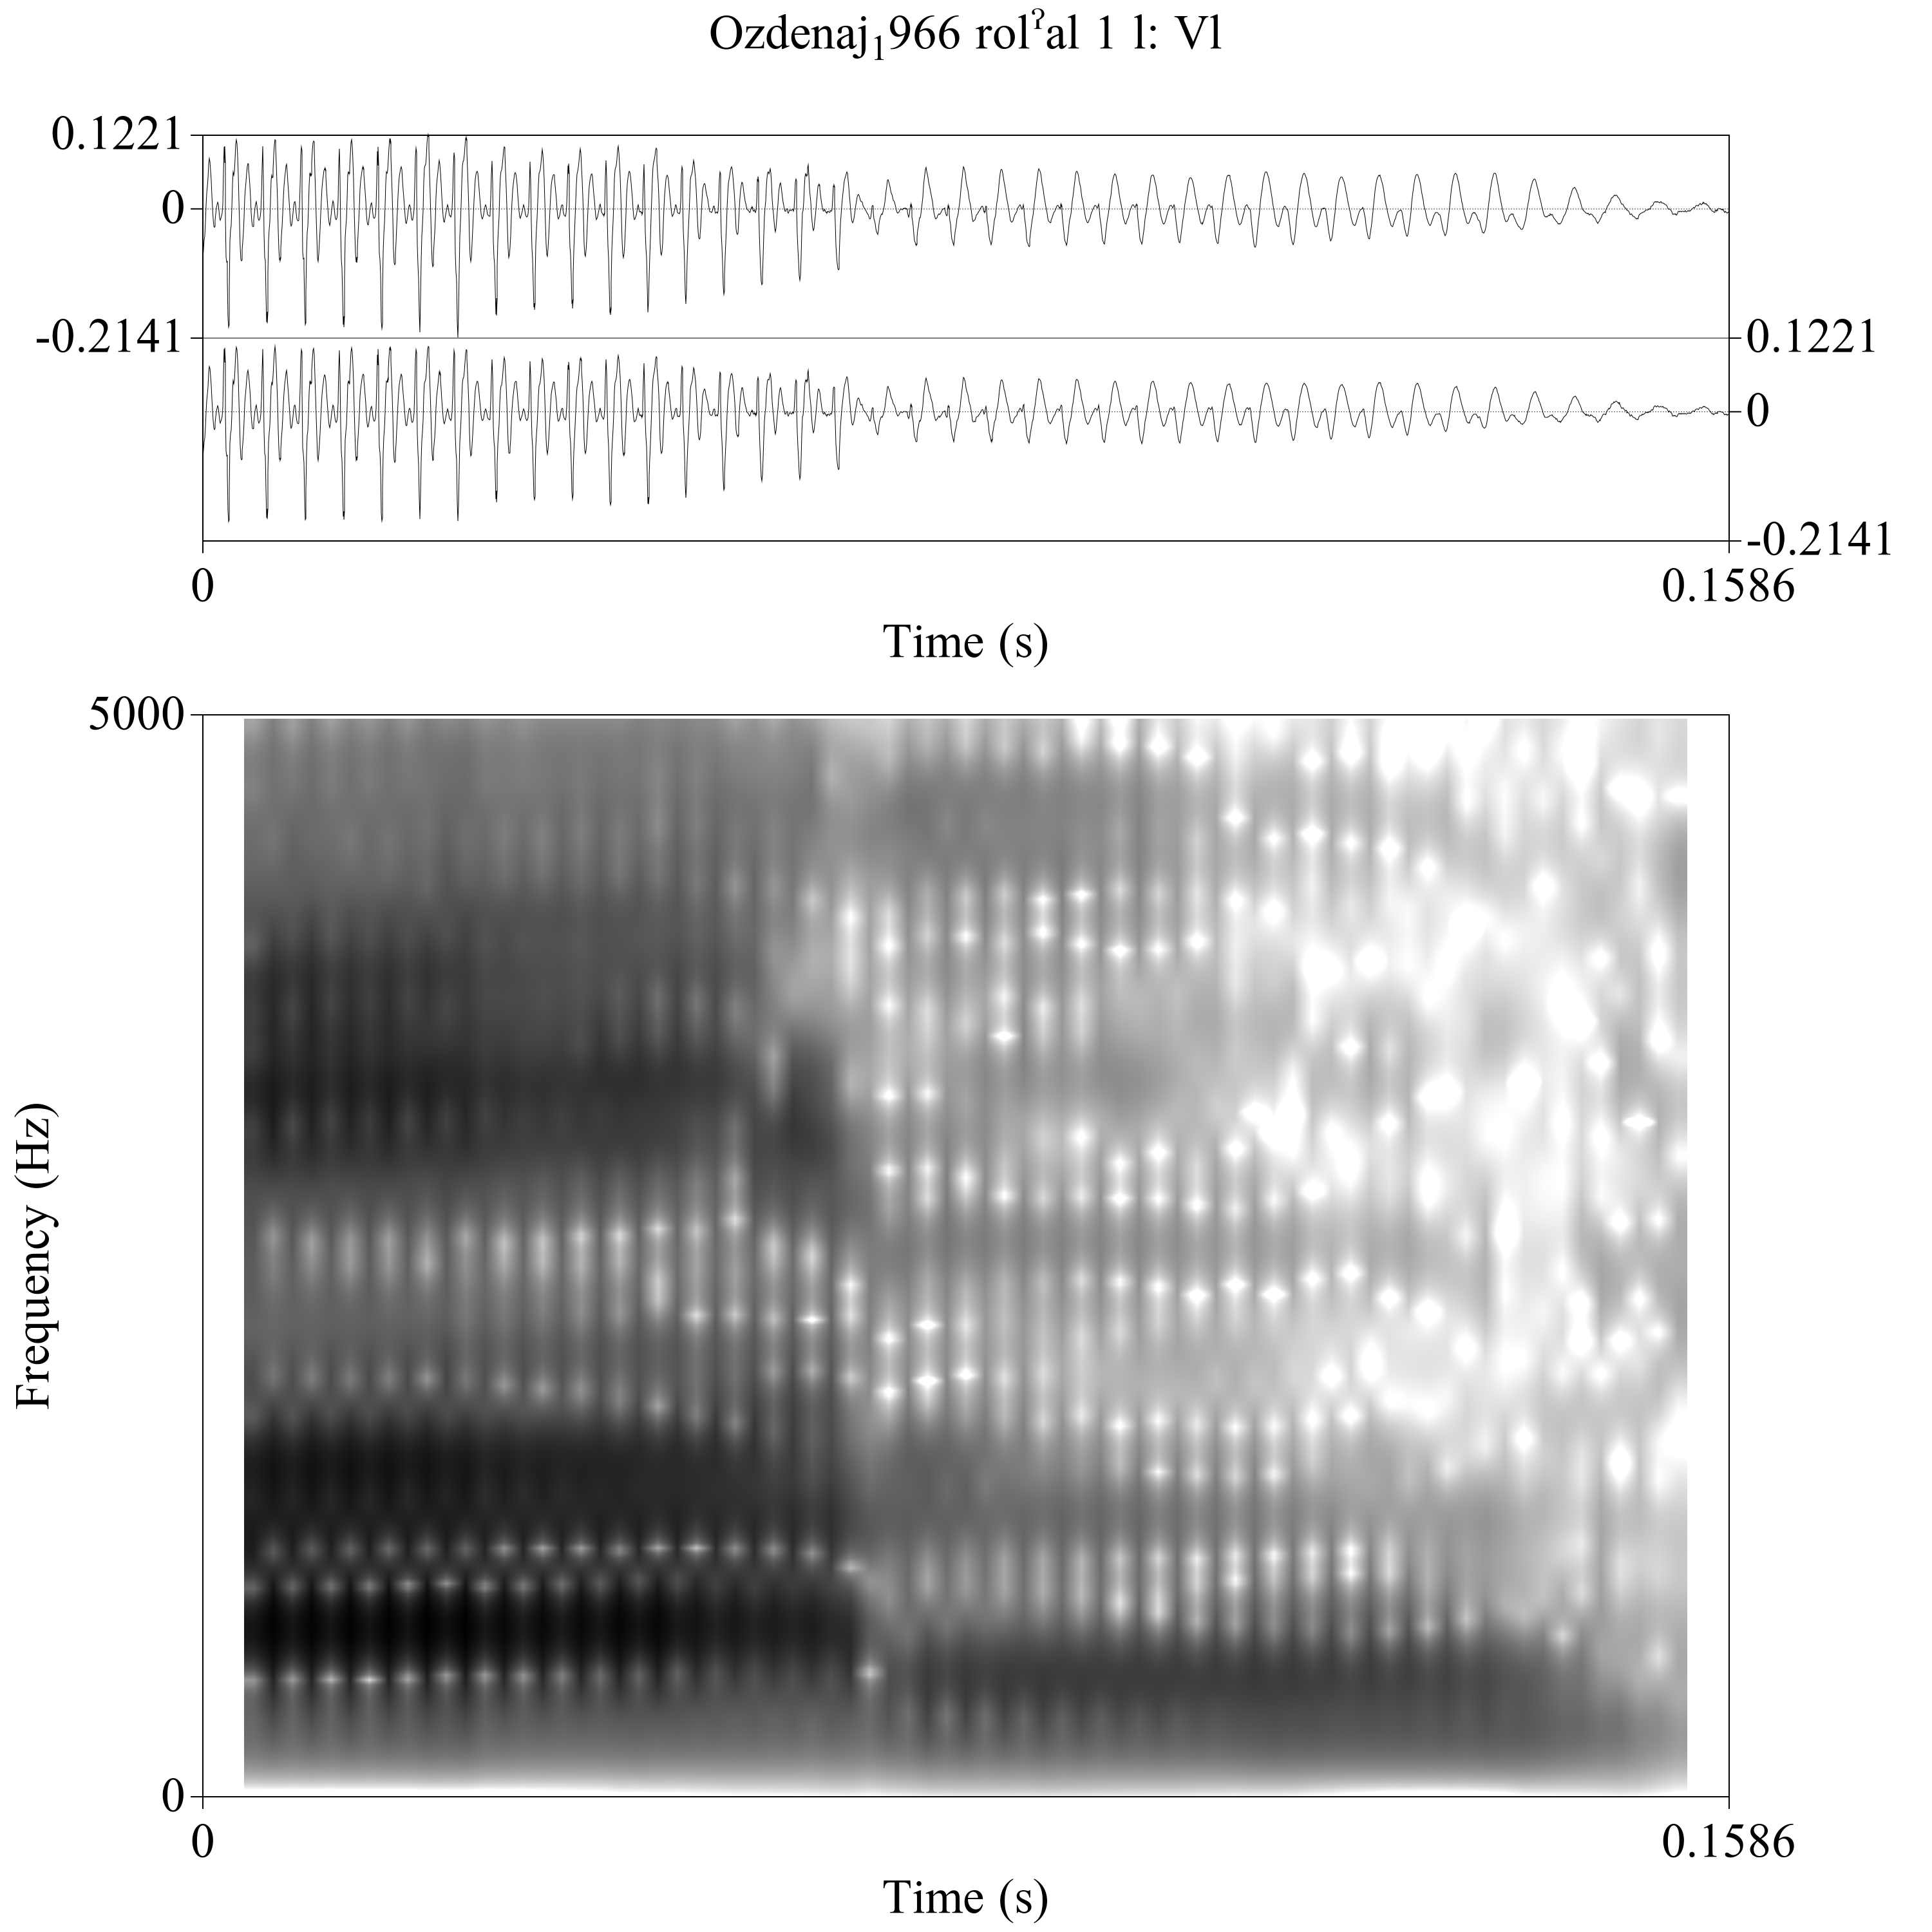 Ozdenaj₁966 rolˀal 1 l: Vl
0.1221
0
-0.2141
0.1221
0
-0.2141
0 0.1586
Time (s)
5000
Frequency (Hz)
0
0 0.1586
Time (s)